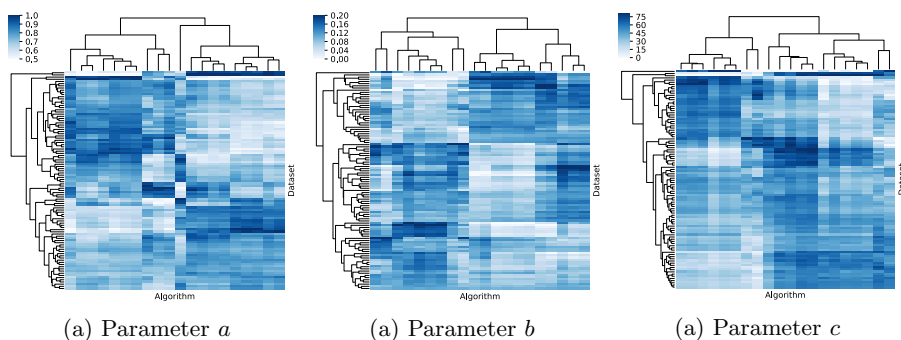 1.0
0.9
0.8
0.7
0.6
0.5
Dataset
Algorithm
(a) Parameter a
0.20
0.16
0.12
0.08
0.04
0.00
Dataset
Algorithm
(a) Parameter b
75
60
45
30
15
0
Dataset
Algorithm
(a) Parameter c